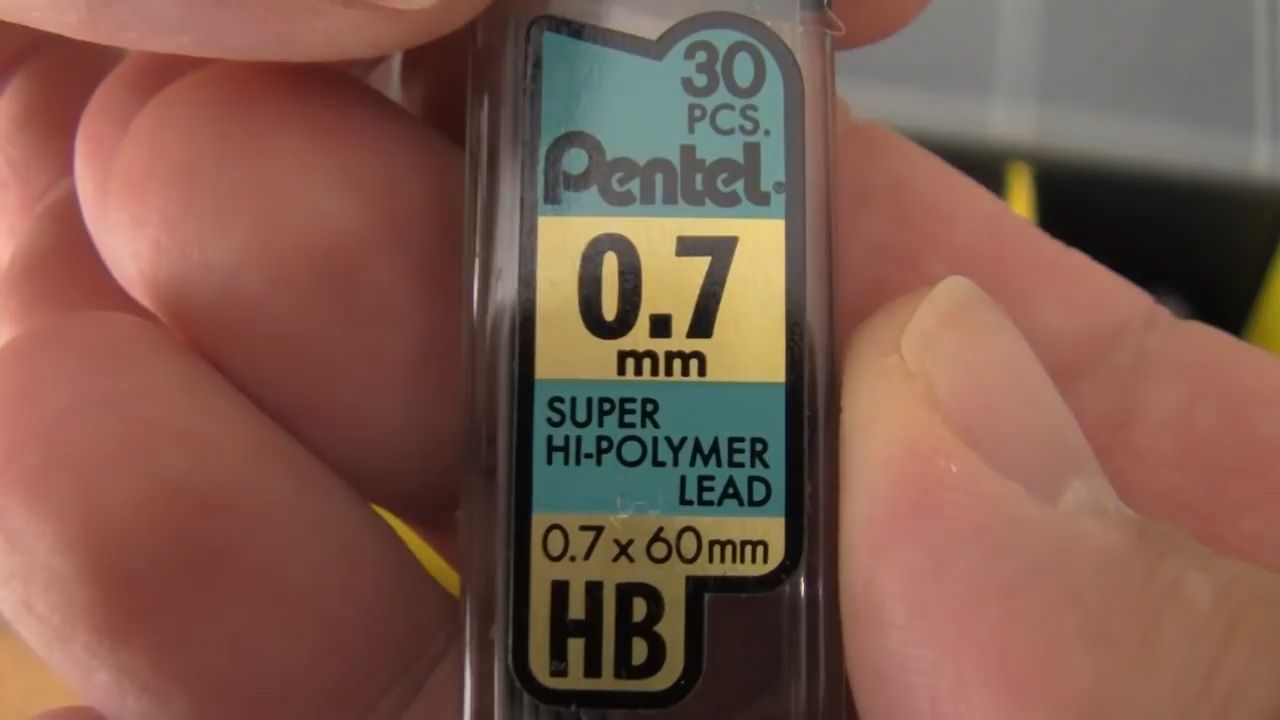 30
PCS.
Pentel®
0.7
mm
SUPER
HI-POLYMER
LEAD
0.7 x 60mm
HB